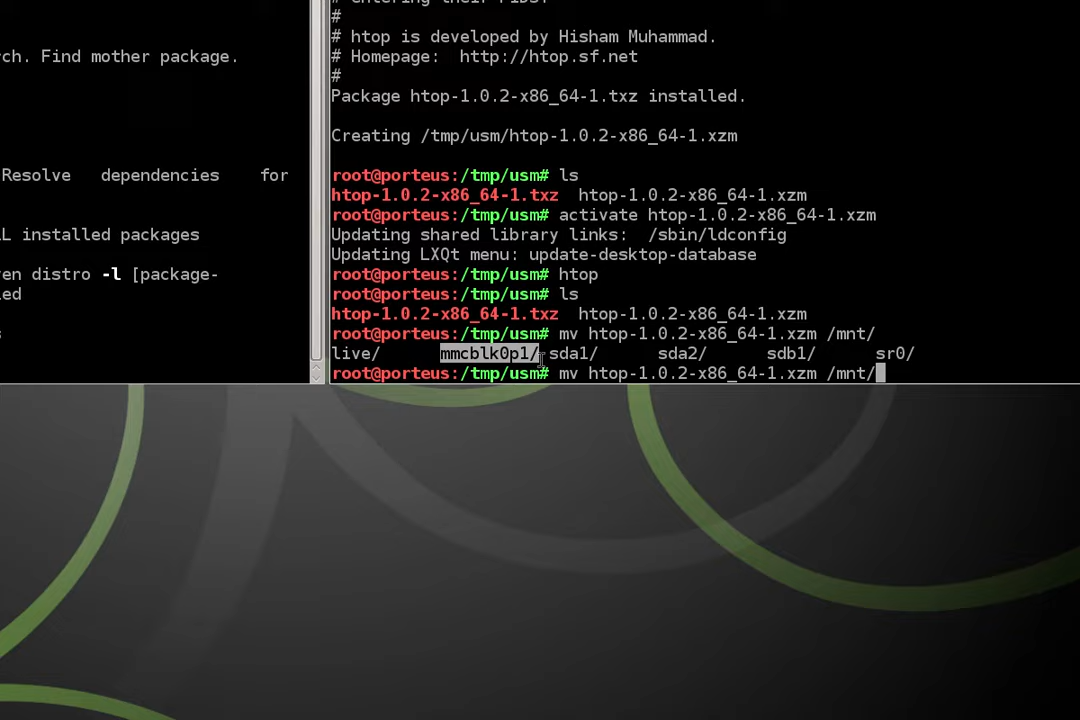 rch. Find mother package.
Resolve dependencies for
L installed packages
en distro -l [package-
ed
s
# entering their PIDs.
#
# htop is developed by Hisham Muhammad.
# Homepage: http://htop.sf.net
#
Package htop-1.0.2-x86_64-1.txz installed.
Creating /tmp/usm/htop-1.0.2-x86_64-1.xzm
root@porteus:/tmp/usm# ls
htop-1.0.2-x86_64-1.txz htop-1.0.2-x86_64-1.xzm
root@porteus:/tmp/usm# activate htop-1.0.2-x86_64-1.xzm
Updating shared library links: /sbin/ldconfig
Updating LXQt menu: update-desktop-database
root@porteus:/tmp/usm# htop
root@porteus:/tmp/usm# ls
htop-1.0.2-x86_64-1.txz htop-1.0.2-x86_64-1.xzm
root@porteus:/tmp/usm# mv htop-1.0.2-x86_64-1.xzm /mnt/
live/ mmcblk0p1/ sda1/ sda2/ sdb1/ sr0/
root@porteus:/tmp/usm# mv htop-1.0.2-x86_64-1.xzm /mnt/